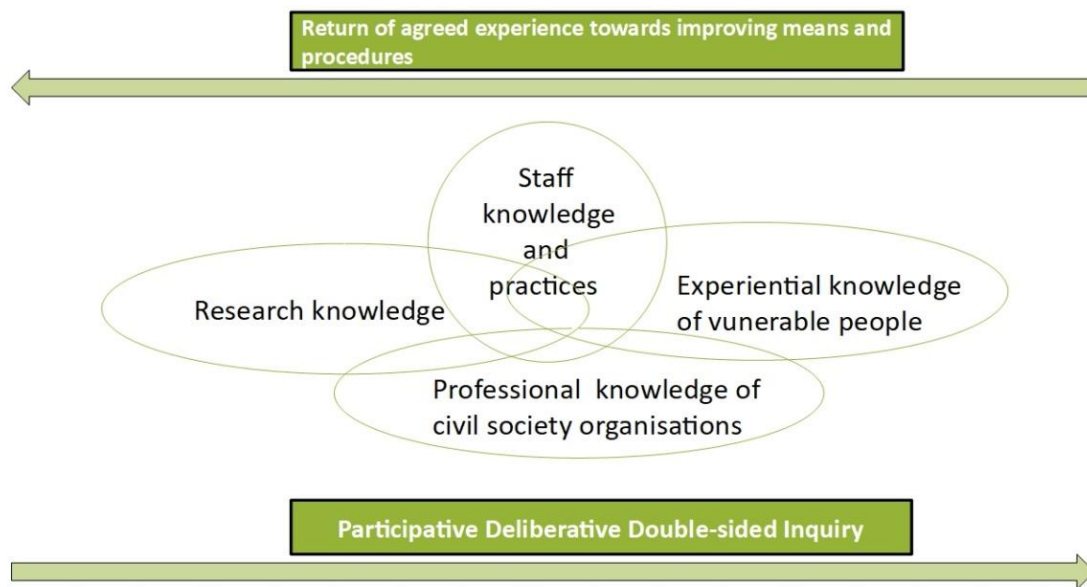 Return of agreed experience towards improving means and
procedures
Staff
knowledge
and
practices
Research knowledge
Experiential knowledge
of vunerable people
Professional  knowledge of
civil society organisations
Participative Deliberative Double-sided Inquiry